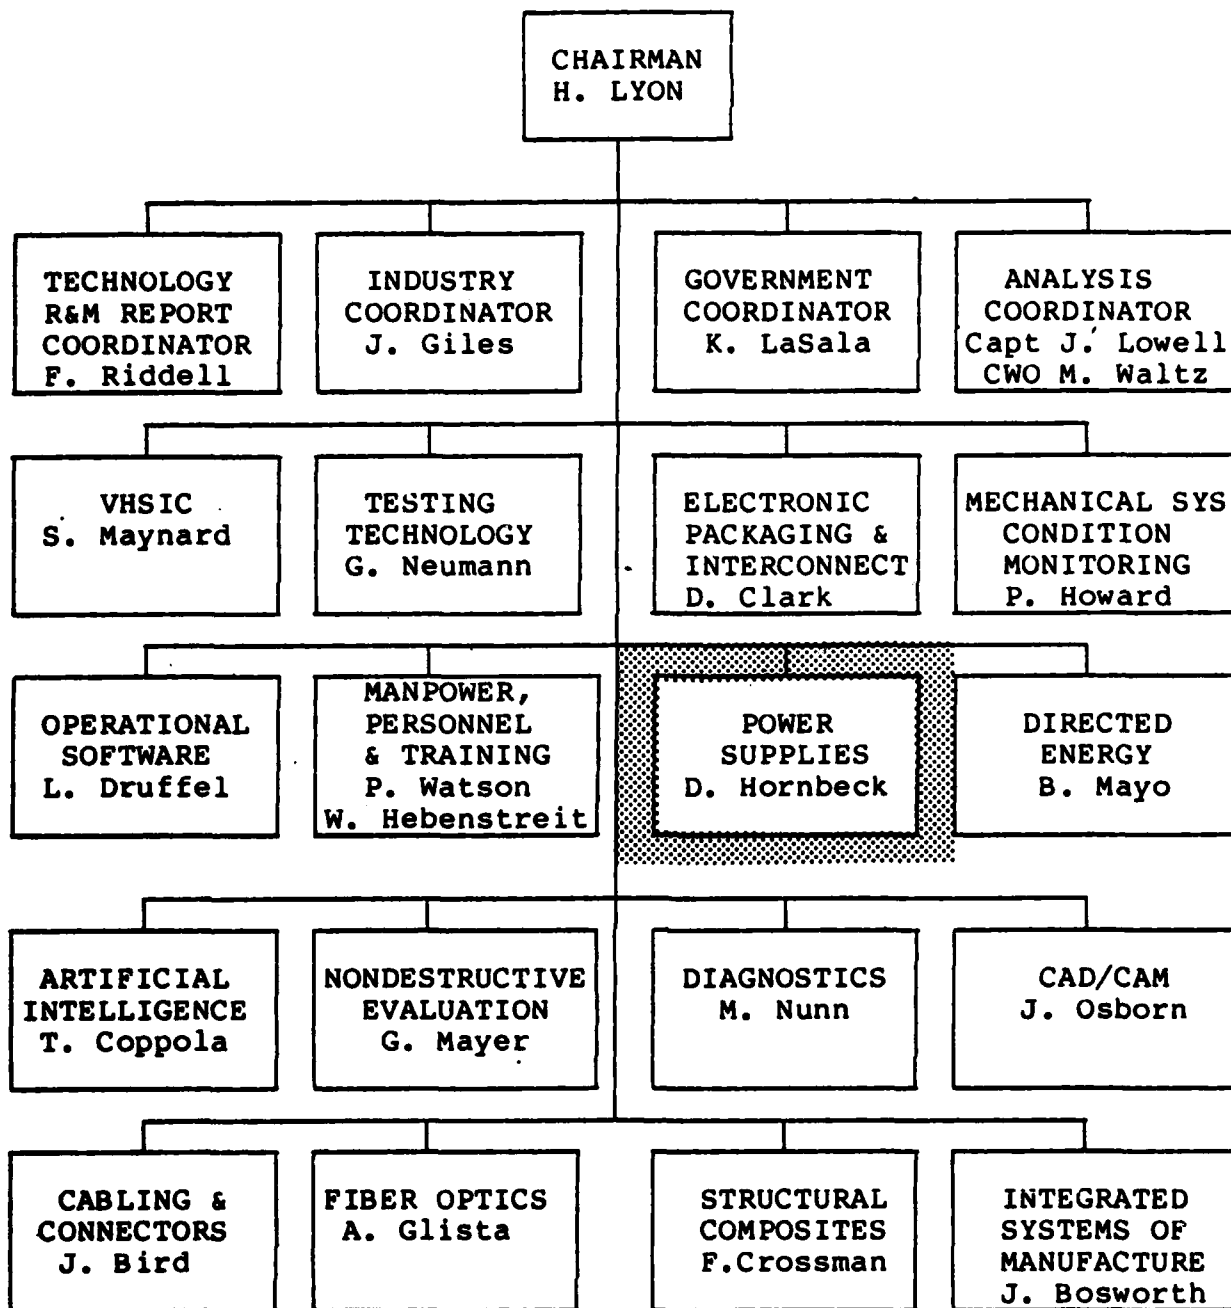 CHAIRMAN
H. LYON
TECHNOLOGY
R&M REPORT
COORDINATOR
F. Riddell
INDUSTRY
COORDINATOR
J. Giles
GOVERNMENT
COORDINATOR
K. LaSala
ANALYSIS
COORDINATOR
Capt J. Lowell
CWO M. Waltz
VHSIC
S. Maynard
TESTING
TECHNOLOGY
G. Neumann
ELECTRONIC
PACKAGING &
INTERCONNECT
D. Clark
MECHANICAL SYS
CONDITION
MONITORING
P. Howard
OPERATIONAL
SOFTWARE
L. Druffel
MANPOWER,
PERSONNEL
& TRAINING
P. Watson
W. Hebenstreit
POWER
SUPPLIES
D. Hornbeck
DIRECTED
ENERGY
B. Mayo
ARTIFICIAL
INTELLIGENCE
T. Coppola
NONDESTRUCTIVE
EVALUATION
G. Mayer
DIAGNOSTICS
M. Nunn
CAD/CAM
J. Osborn
CABLING &
CONNECTORS
J. Bird
FIBER OPTICS
A. Glista
STRUCTURAL
COMPOSITES
F.Crossman
INTEGRATED
SYSTEMS OF
MANUFACTURE
J. Bosworth